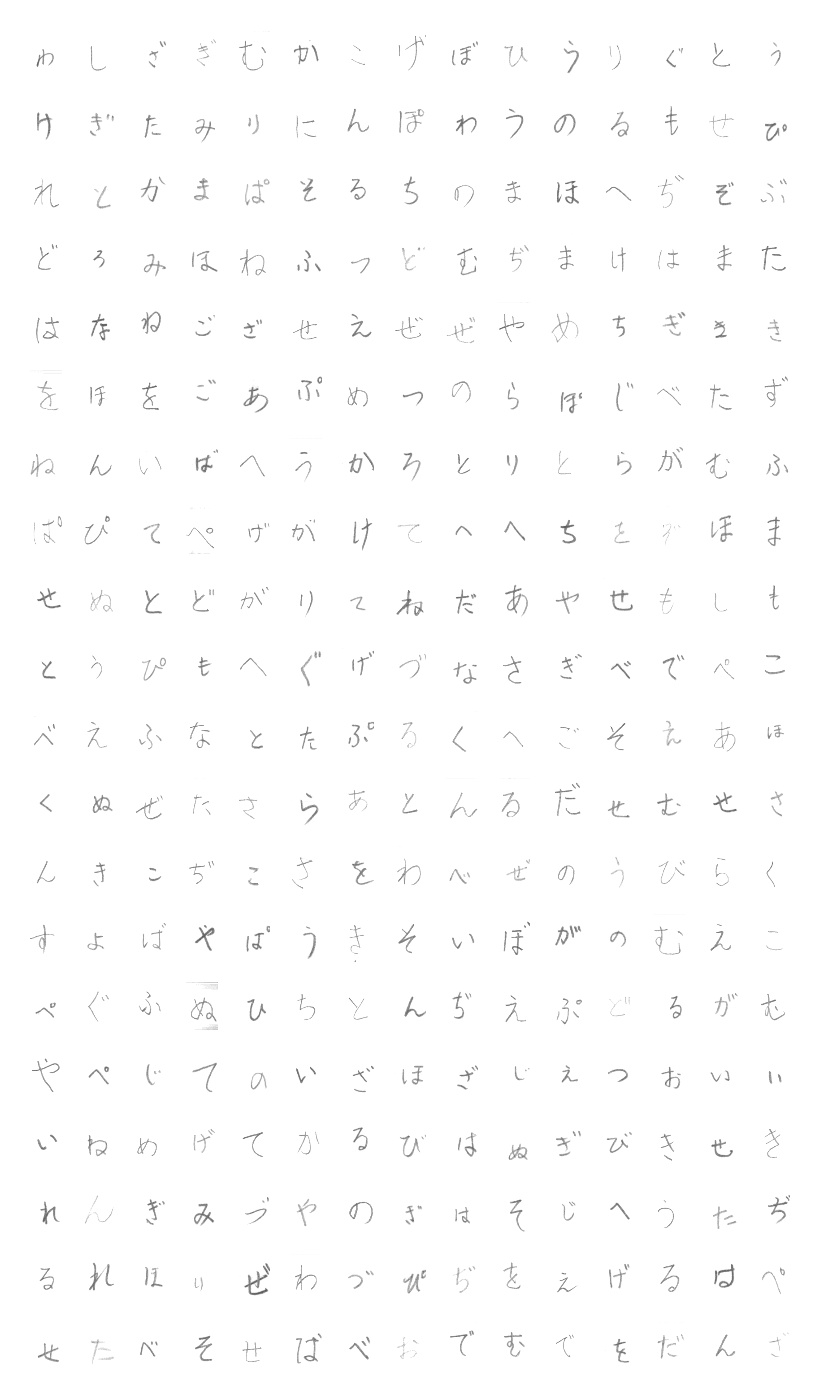 ゎしざぎむかこげぼひうりぐとぅ
けぎたみりにんぽわうのるもせぴ
れとかまぱそるちのまほへぢぞぶ
どろみほねふっどむぢまけはまた
はなねござせえぜぜやめちぎきき
をほをごあぷめつのらぽじべたず
ねんいばへうかろとりとらがむふ
ぱぴてぺげがけてへへちをぞほま
せぬとどがりてねだあやせもしも
とぅぴもへぐげづなさぎべでぺこ
べえふなとたぷるくへごそえあほ
くぬぜたさらあとんるだせむせさ
んきこぢこさをわべぜのうびらく
すよばやぱうきそいぼがのむえこ
ぺぐふぬひちとんぢえぷどるがむ
やぺじてのいざほざじぇつおいぃ
いねめげてかるびはぬぎびきせき
れんぎみづやのぎはそじへうたぢ
るれほりぜわづぴぢをえげるはぺ
せたべそせばべおでむでをだんざ